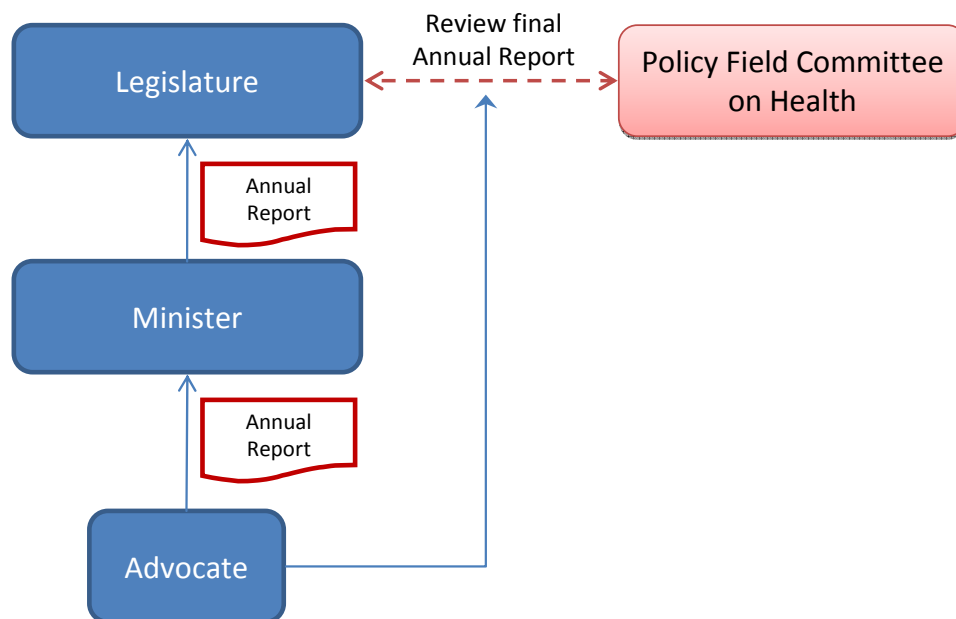 Review final
Annual Report
Legislature
Policy Field Committee
on Health
Annual
Report
Minister
Annual
Report
Advocate